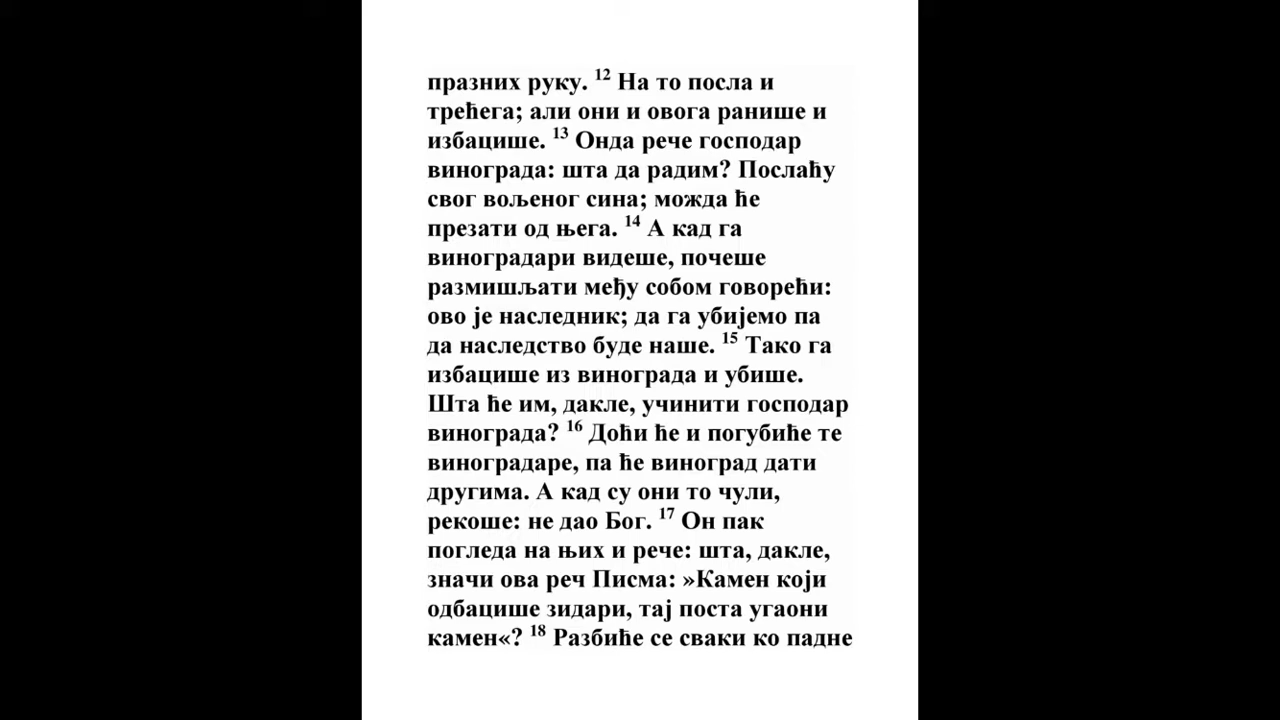 празних руку. 12 На то посла и
трећега; али они и овога ранише и
избацише. 13 Онда рече господар
винограда: шта да радим? Послаћу
свог вољеног сина; можда ће
презати од њега. 14 А кад га
виноградари видеше, почеше
размишљати међу собом говорећи:
ово је наследник; да га убијемо па
да наследство буде наше. 15 Тако га
избацише из винограда и убише.
Шта ће им, дакле, учинити господар
винограда? 16 Доћи ће и погубиће те
виноградаре, па ће виноград дати
другима. А кад су они то чули,
рекоше: не дао Бог. 17 Он пак
погледа на њих и рече: шта, дакле,
значи ова реч Писма: »Камен који
одбацише зидари, тај поста угаони
камен«? 18 Разбиће се сваки ко падне